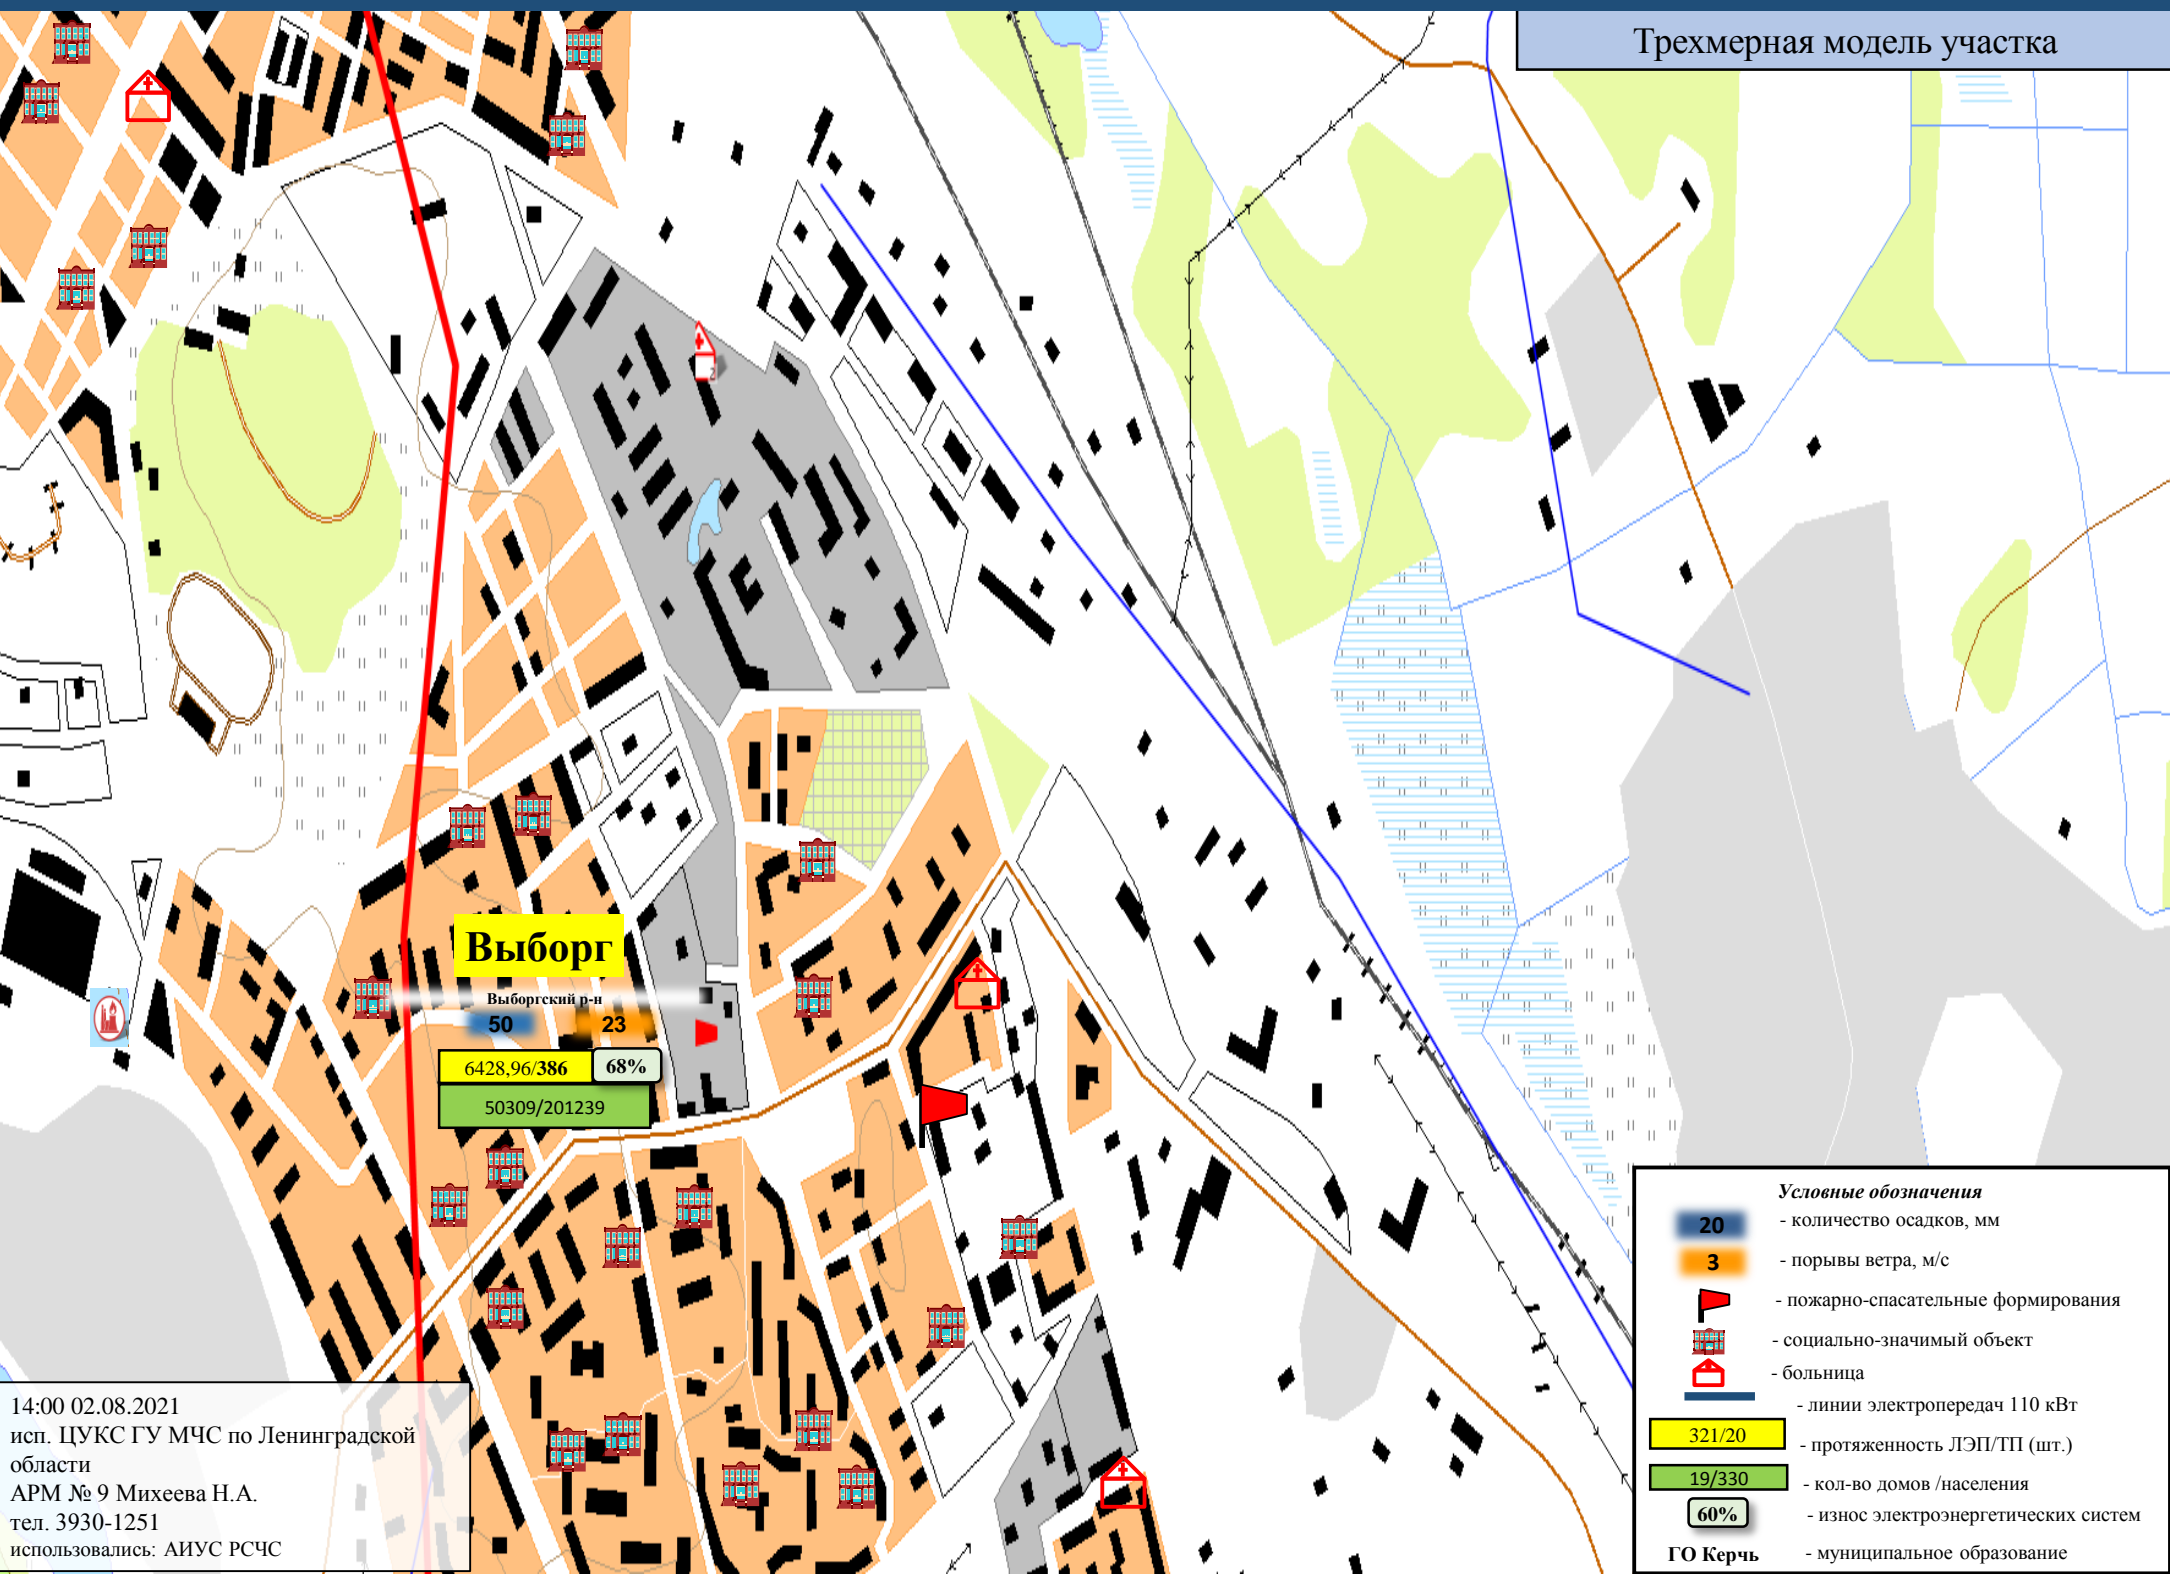 Трехмерная модель участка
Выборг
Выборгский р-н
50
23
6428,96/386
68%
50309/201239
2
14:00 02.08.2021
исп. ЦУКС ГУ МЧС по Ленинградской
области
АРМ № 9 Михеева Н.А.
тел. 3930-1251
использовались: АИУС РСЧС
Условные обозначения
20 - количество осадков, мм
3 - порывы ветра, м/с
- пожарно-спасательные формирования
- социально-значимый объект
- больница
- линии электропередач 110 кВт
321/20 - протяженность ЛЭП/ТП (шт.)
19/330 - кол-во домов /населения
60% - износ электроэнергетических систем
ГО Керчь - муниципальное образование